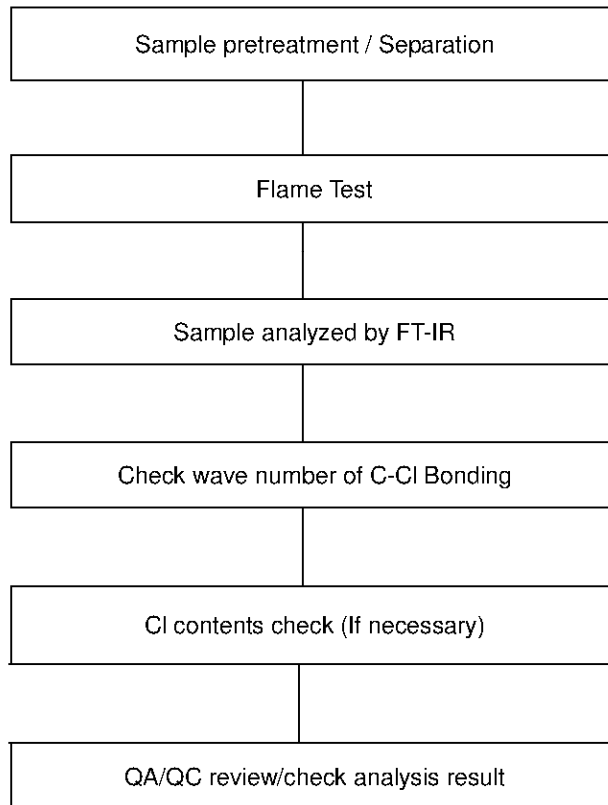 Sample pretreatment / Separation
Flame Test
Sample analyzed by FT-IR
Check wave number of C-Cl Bonding
Cl contents check (If necessary)
QA/QC review/check analysis result